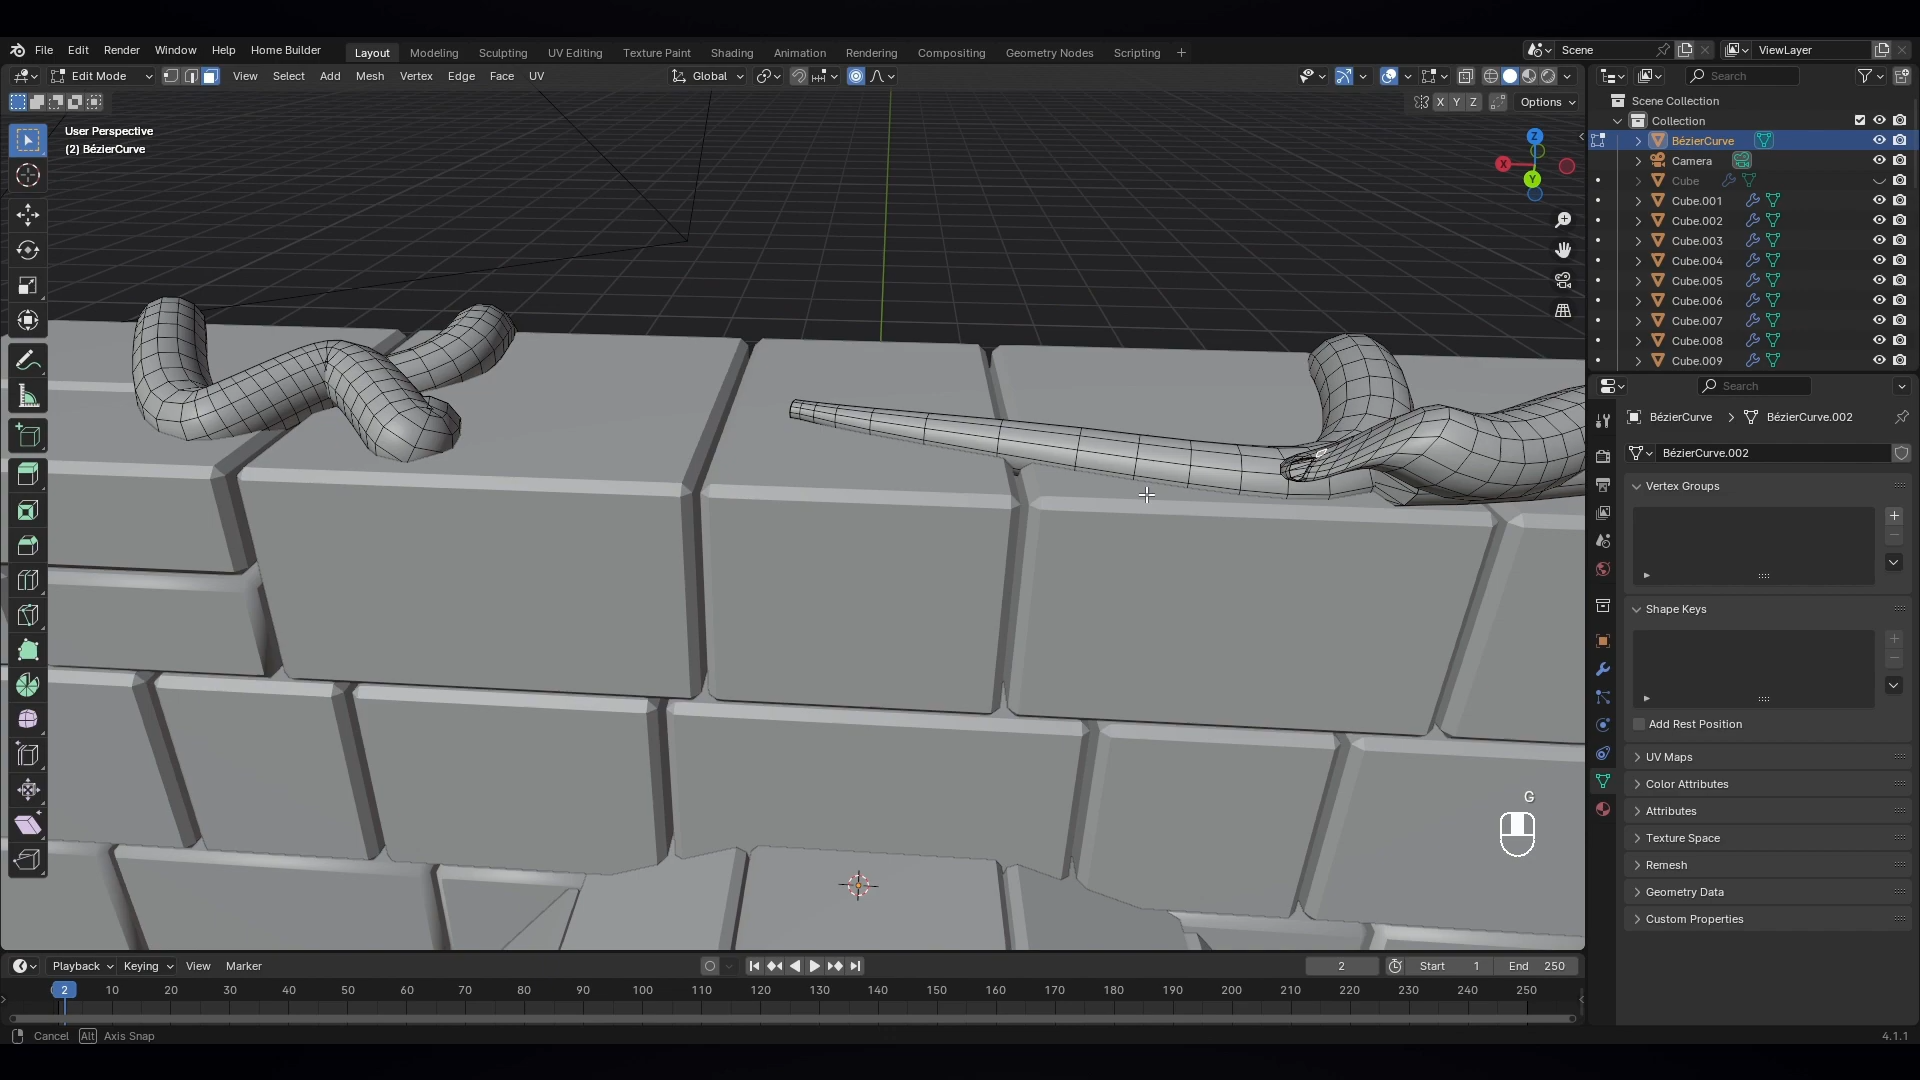 File Edit Render Window Help Home Builder Layout Modeling Sculpting UV Editing Texture Paint Shading Animation Rendering Compositing Geometry Nodes Scripting + Scene ViewLayer
Edit Mode View Select Add Mesh Vertex Edge Face UV Global Search
X Y Z Options
User Perspective
(2) BézierCurve
Z
X
Y
Scene Collection
Collection
BézierCurve
Camera
Cube
Cube.001
Cube.002
Cube.003
Cube.004
Cube.005
Cube.006
Cube.007
Cube.008
Cube.009
Search
BézierCurve BézierCurve.002
BézierCurve.002
Vertex Groups
Shape Keys
Add Rest Position
UV Maps
Color Attributes
Attributes
Texture Space
Remesh
Geometry Data
Custom Properties
G
Playback Keying View Marker 2 Start 1 End 250
2 10 20 30 40 50 60 70 80 90 100 110 120 130 140 150 160 170 180 190 200 210 220 230 240 250
Cancel Alt Axis Snap 4.1.1